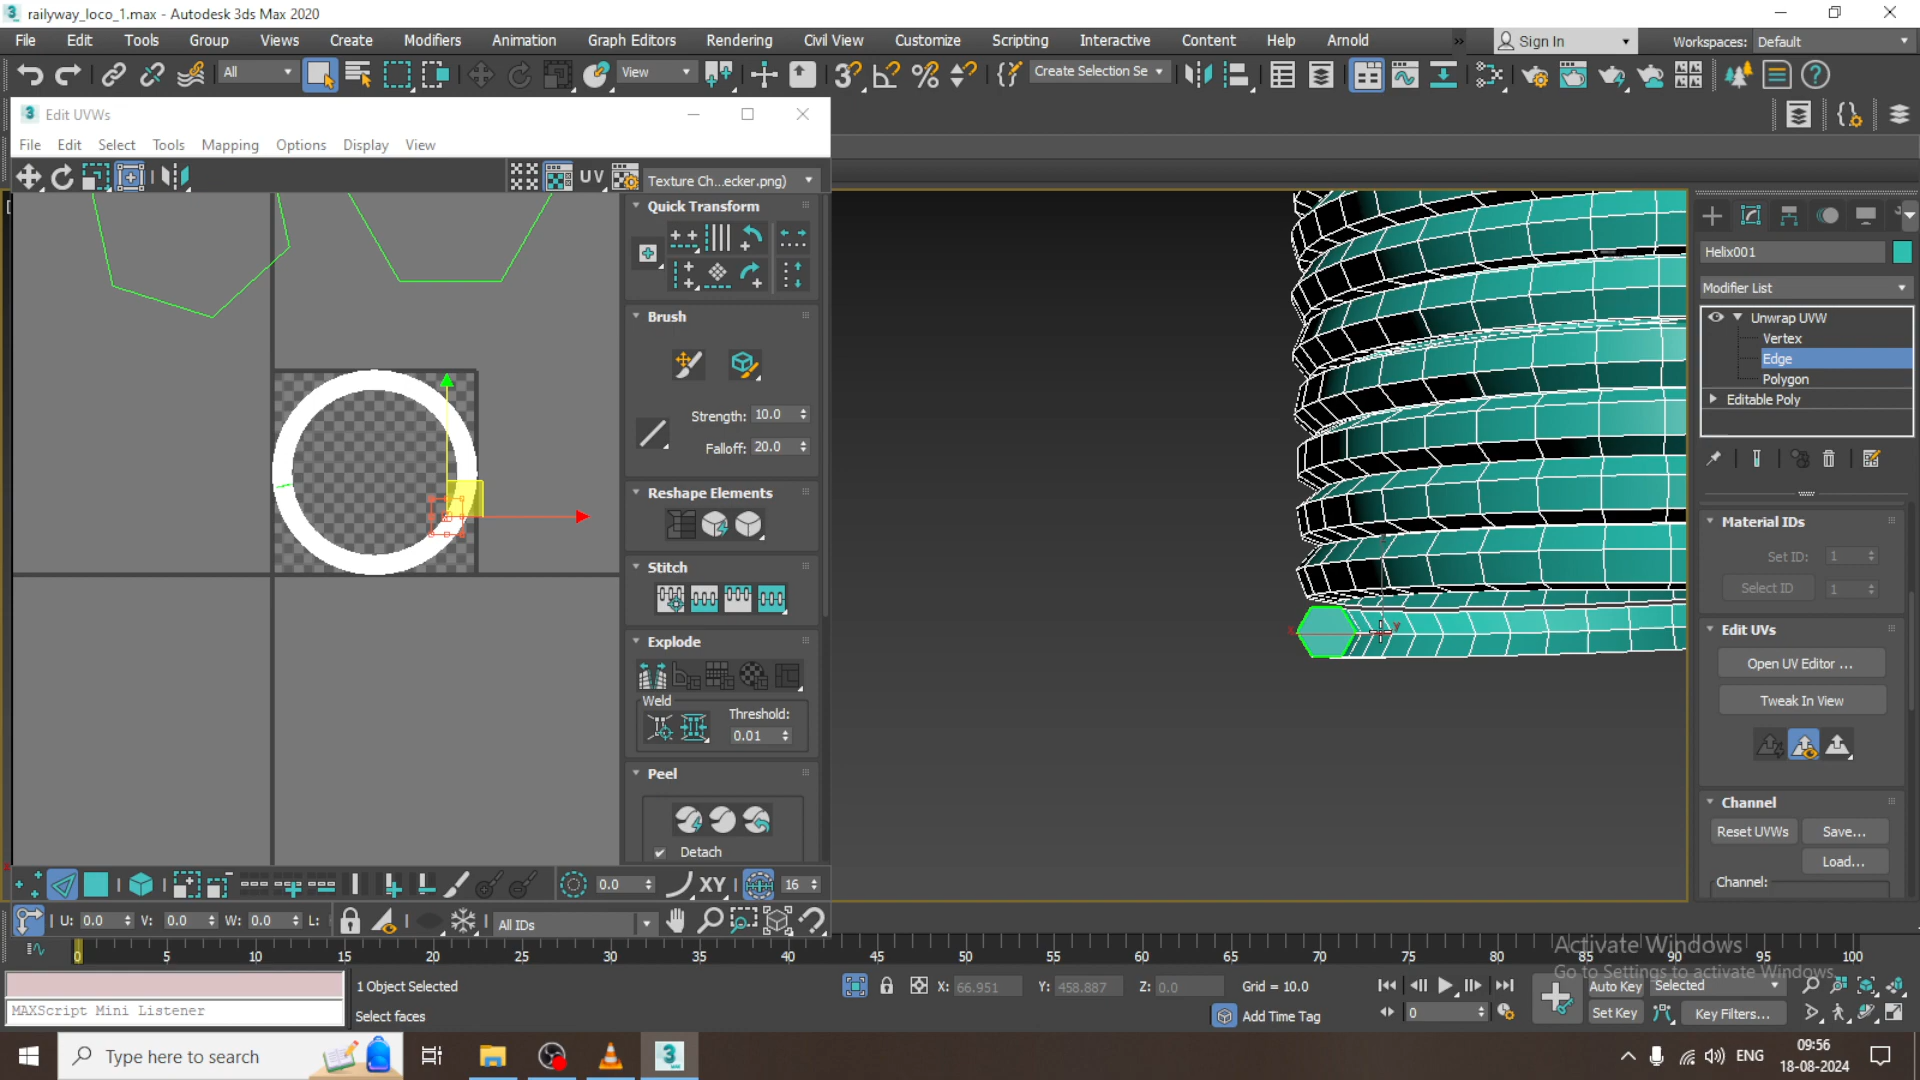 railyway_loco_1.max - Autodesk 3ds Max 2020
File Edit Tools Group Views Create Modifiers Animation Graph Editors Rendering Civil View Customize Scripting Interactive Content Help Arnold Sign In Workspaces: Default
All View Create Selection Se
Edit UVWs
File Edit Select Tools Mapping Options Display View
UV Texture Ch...ecker.png)
Quick Transform
Brush
Strength: 10.0
Falloff: 20.0
Reshape Elements
Stitch
Explode
Weld
Threshold:
0.01
Peel
Detach
0.0 XY 16
U: 0.0 V: 0.0 W: 0.0 L: All IDs
x y
Helix001
Modifier List
Unwrap UVW
Vertex
Edge
Polygon
Editable Poly
Material IDs
Set ID: 1
Select ID 1
Edit UVs
Open UV Editor ...
Tweak In View
Channel
Reset UVWs Save...
Load...
Channel:
0 5 10 15 20 25 30 35 40 45 50 55 60 65 70 75 80 85 90 95 100
Activate Windows
Go to Settings to activate Windows.
1 Object Selected X: 66.951 Y: 458.887 Z: 0.0 Grid = 10.0 Auto Key Selected
MAXScript Mini Listener Select faces Add Time Tag 0 Set Key Key Filters...
Type here to search ENG 09:56
18-08-2024